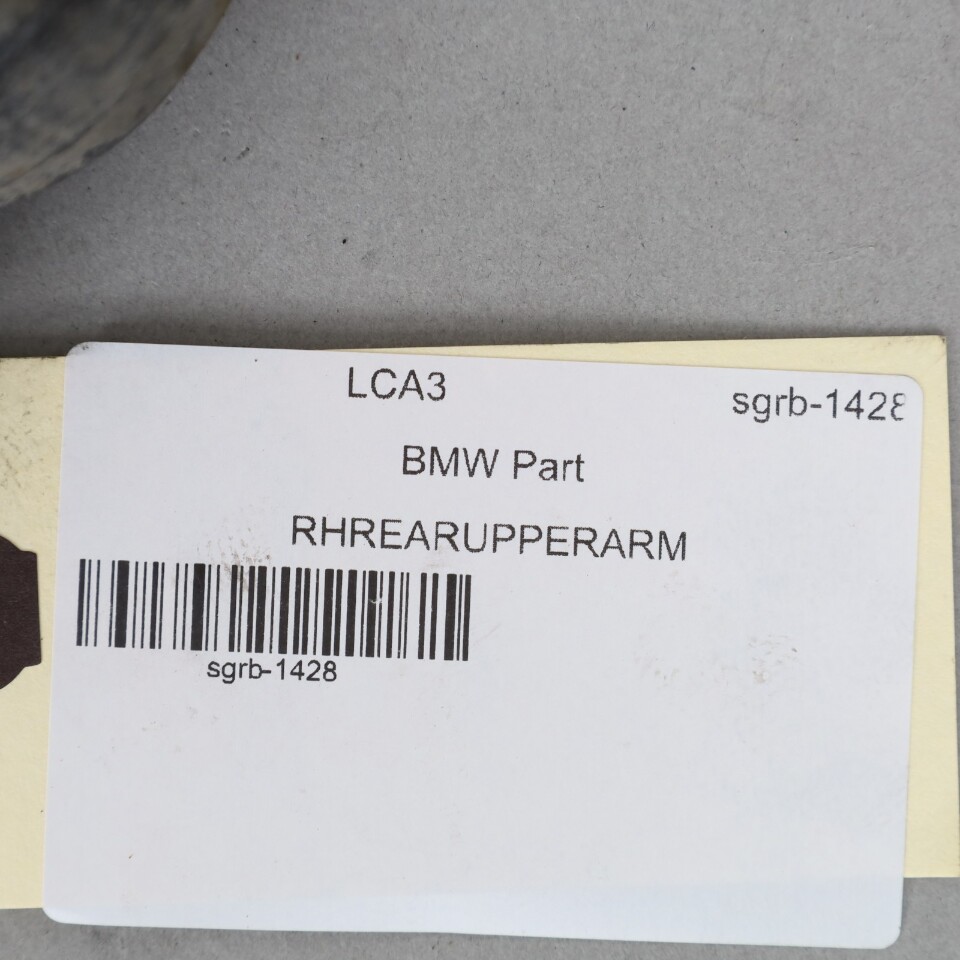 LCA3 sgrb-1428
BMW Part
RHREARUPPERARM
sgrb-1428